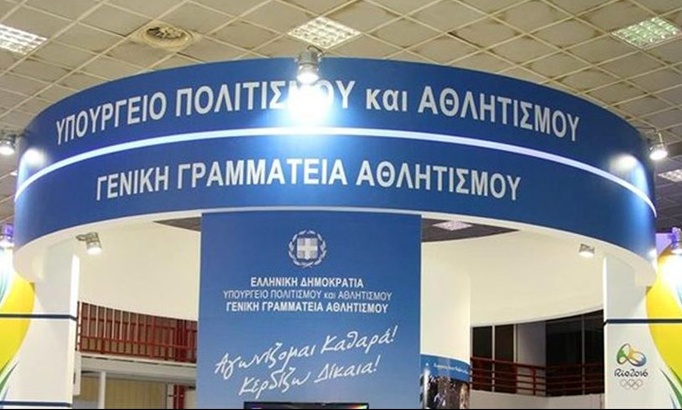 ΥΠΟΥΡΓΕΙΟ ΠΟΛΙΤΙΣΜΟΥ και ΑΘΛΗΤΙΣΜΟΥ
ΓΕΝΙΚΗ ΓΡΑΜΜΑΤΕΙΑ ΑΘΛΗΤΙΣΜΟΥ
ΕΛΛΗΝΙΚΗ ΔΗΜΟΚΡΑΤΙΑ
ΥΠΟΥΡΓΕΙΟ ΠΟΛΙΤΙΣΜΟΥ και ΑΘΛΗΤΙΣΜΟΥ
ΓΕΝΙΚΗ ΓΡΑΜΜΑΤΕΙΑ ΑΘΛΗΤΙΣΜΟΥ
Αγωνίζομαι Καθαρά!
Κερδίζω Δίκαια!
Rio2016